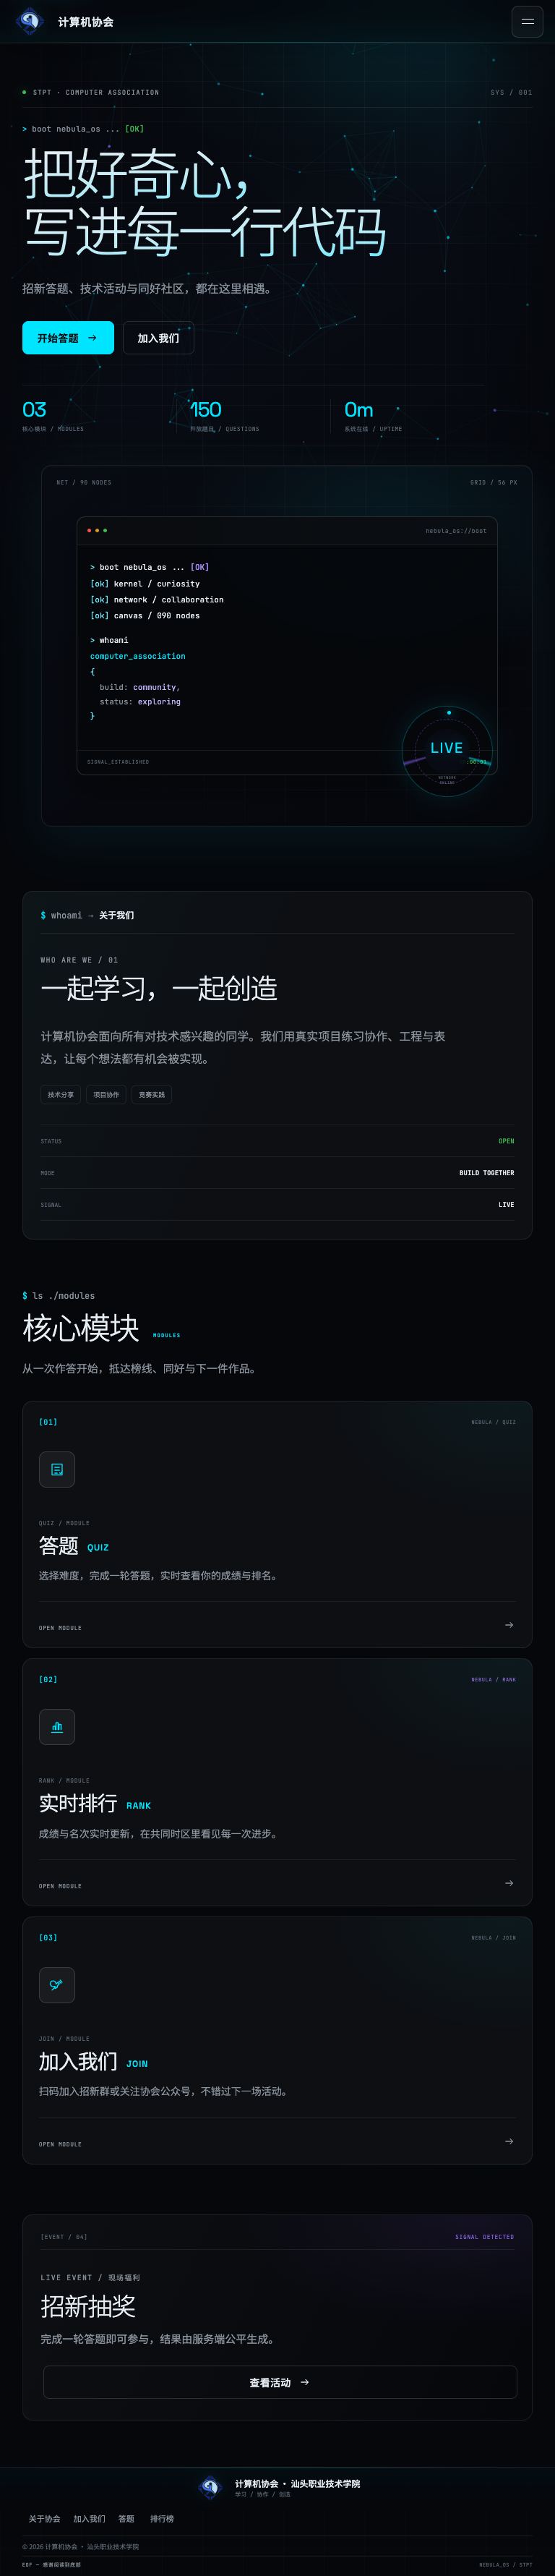 计算机协会
STPT · COMPUTER ASSOCIATION
SYS / 001
> boot nebula_os ... [OK]
把好奇心，
写进每一行代码
招新答题、技术活动与同好社区，都在这里相遇。
开始答题 →
加入我们
03
核心模块 / MODULES
150
开放题目 / QUESTIONS
0m
系统在线 / UPTIME
NET / 90 NODES
GRID / 56 PX
nebula_os://boot
> boot nebula_os ... [OK]
[ok] kernel / curiosity
[ok] network / collaboration
[ok] canvas / 090 nodes
> whoami
computer_association
{
build: community,
status: exploring
}
LIVE
NETWORK
ONLINE
SIGNAL_ESTABLISHED
$ whoami → 关于我们
WHO ARE WE / 01
一起学习，一起创造
计算机协会面向所有对技术感兴趣的同学。我们用真实项目练习协作、工程与表
达，让每个想法都有机会被实现。
技术分享
项目协作
竞赛实践
STATUS
OPEN
MODE
BUILD TOGETHER
SIGNAL
LIVE
$ ls ./modules
核心模块 MODULES
从一次作答开始，抵达榜线、同好与下一件作品。
[01]
NEBULA / QUIZ
QUIZ / MODULE
答题 QUIZ
选择难度，完成一轮答题，实时查看你的成绩与排名。
OPEN MODULE →
[02]
NEBULA / RANK
RANK / MODULE
实时排行 RANK
成绩与名次实时更新，在共同时区里看见每一次进步。
OPEN MODULE →
[03]
NEBULA / JOIN
JOIN / MODULE
加入我们 JOIN
扫码加入招新群或关注协会公众号，不错过下一场活动。
OPEN MODULE →
[EVENT / 04]
SIGNAL DETECTED
LIVE EVENT / 现场福利
招新抽奖
完成一轮答题即可参与，结果由服务端公平生成。
查看活动 →
计算机协会 · 汕头职业技术学院
学习 / 协作 / 创造
关于协会 加入我们 答题 排行榜
© 2026 计算机协会 · 汕头职业技术学院
EOF — 感谢阅读到底部
NEBULA_OS / STPT